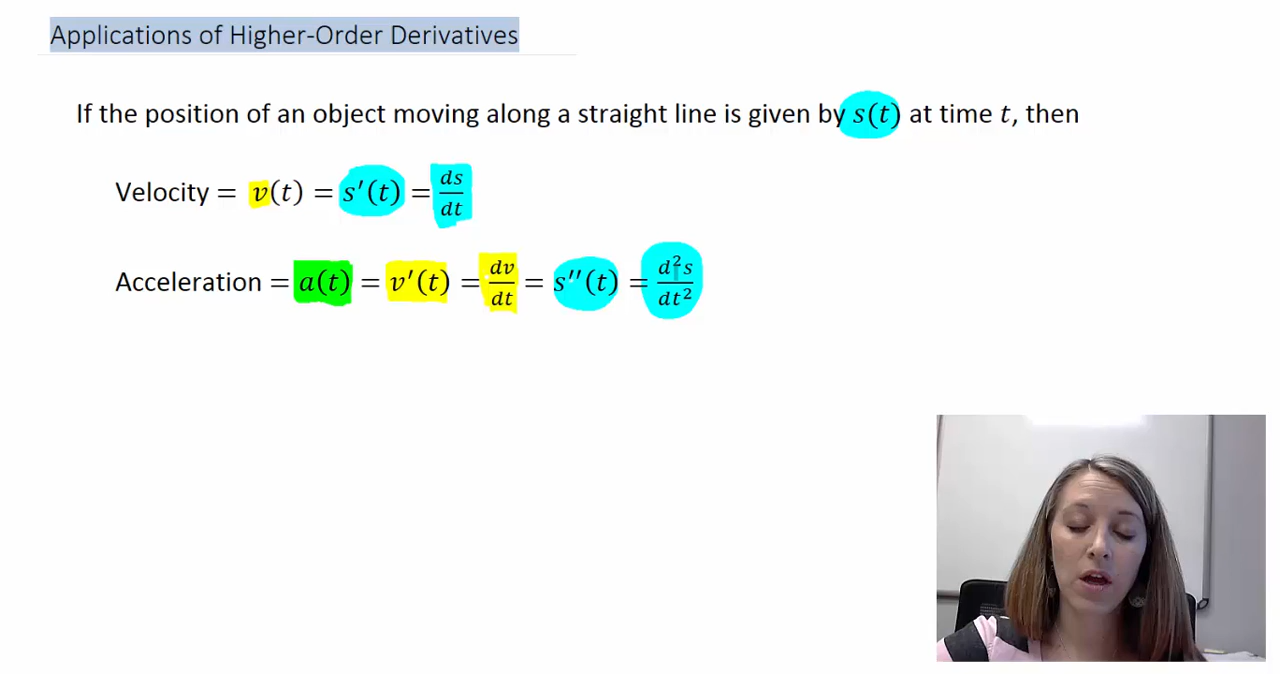 Applications of Higher-Order Derivatives
If the position of an object moving along a straight line is given by s(t) at time t, then
Velocity = v(t) = s′(t) = ds/dt
Acceleration = a(t) = v′(t) = dv/dt = s′′(t) = d²s/dt²